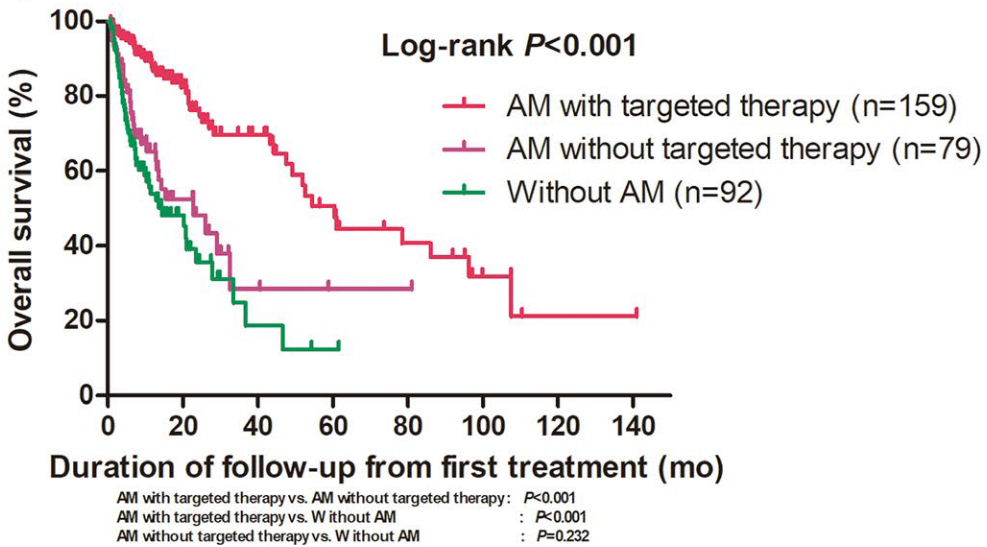 Log-rank P<0.001
AM with targeted therapy (n=159)
AM without targeted therapy (n=79)
Without AM (n=92)
Overall survival (%)
100
80
60
40
20
0
0 20 40 60 80 100 120 140
Duration of follow-up from first treatment (mo)
AM with targeted therapy vs. AM without targeted therapy: P<0.001
AM with targeted therapy vs. Without AM : P<0.001
AM without targeted therapy vs. Without AM : P=0.232